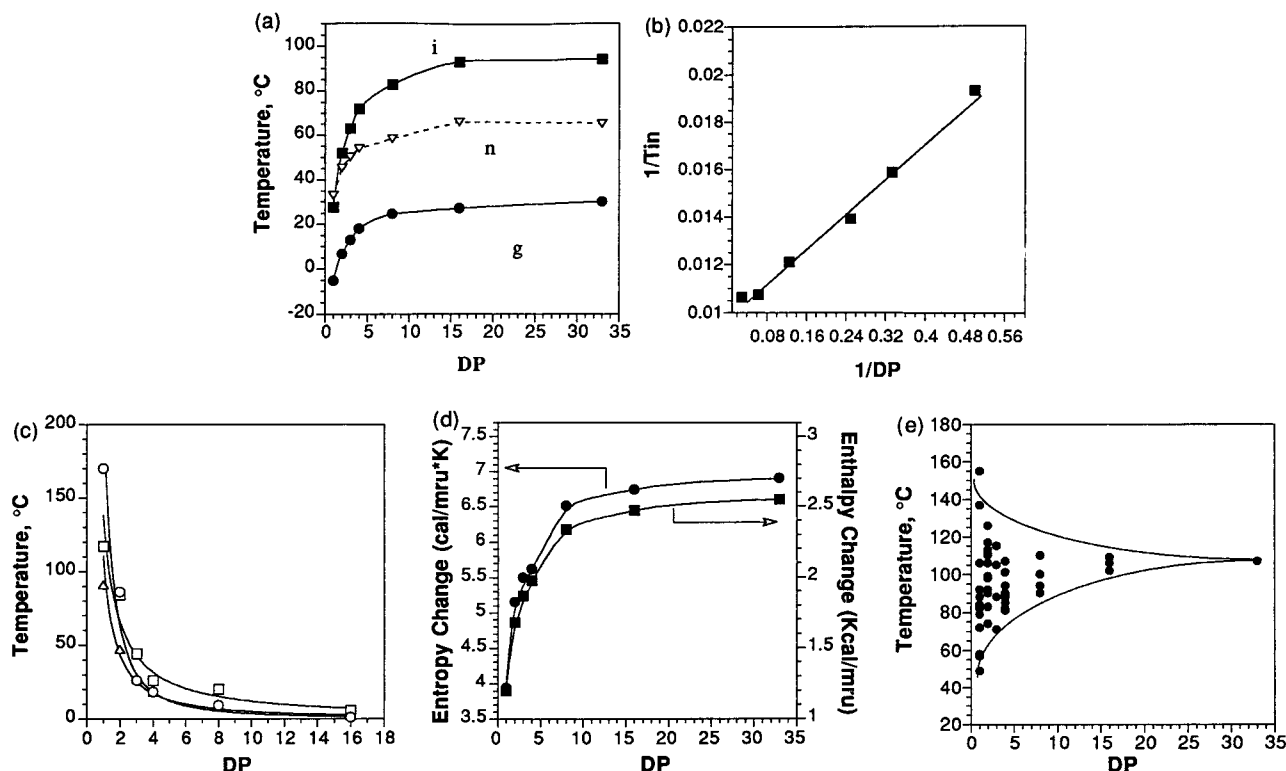 (a)
Temperature, °C
100
80
60
40
20
0
-20
i
n
g
0 5 10 15 20 25 30 35
DP
(b)
1/Tin
0.022
0.02
0.018
0.016
0.014
0.012
0.01
0.08 0.16 0.24 0.32 0.4 0.48 0.56
1/DP
(c)
Temperature, °C
200
150
100
50
0
0 2 4 6 8 10 12 14 16 18
DP
(d)
Entropy Change (cal/mru*K)
7.5
7
6.5
6
5.5
5
4.5
4
3.5
3
2.5
2
1.5
1
Enthalpy Change (Kcal/mru)
0 5 10 15 20 25 30 35
DP
(e)
Temperature, °C
180
160
140
120
100
80
60
40
20
0 5 10 15 20 25 30 35
DP